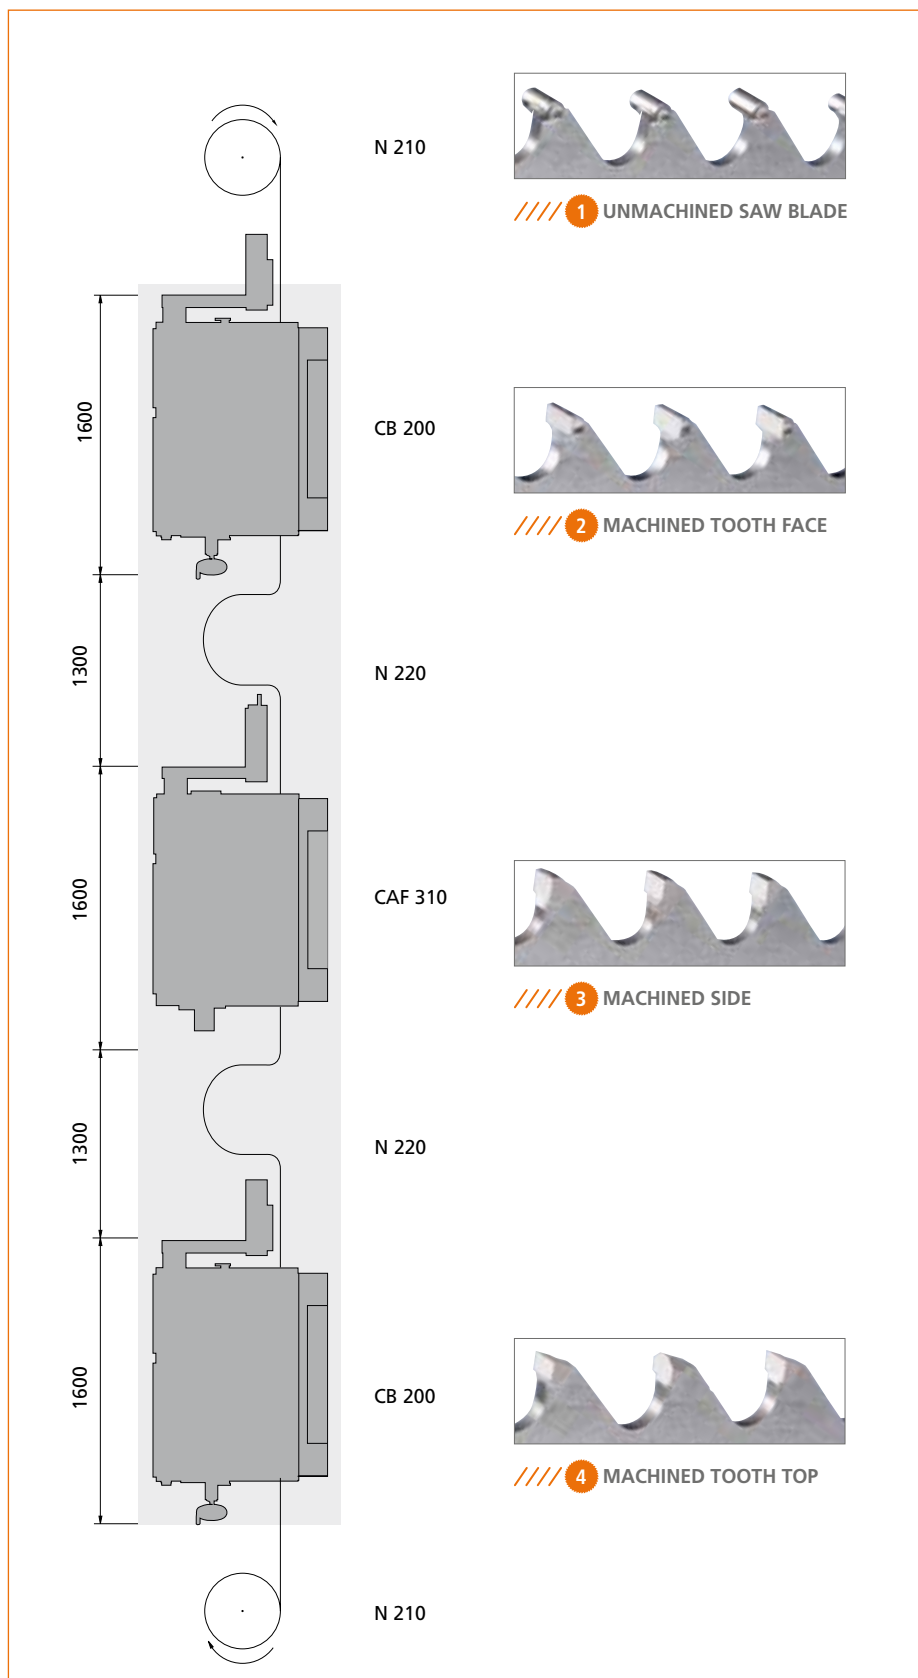 N 210
1 UNMACHINED SAW BLADE
1600
CB 200
2 MACHINED TOOTH FACE
1300
N 220
1600
CAF 310
3 MACHINED SIDE
1300
N 220
1600
CB 200
4 MACHINED TOOTH TOP
N 210